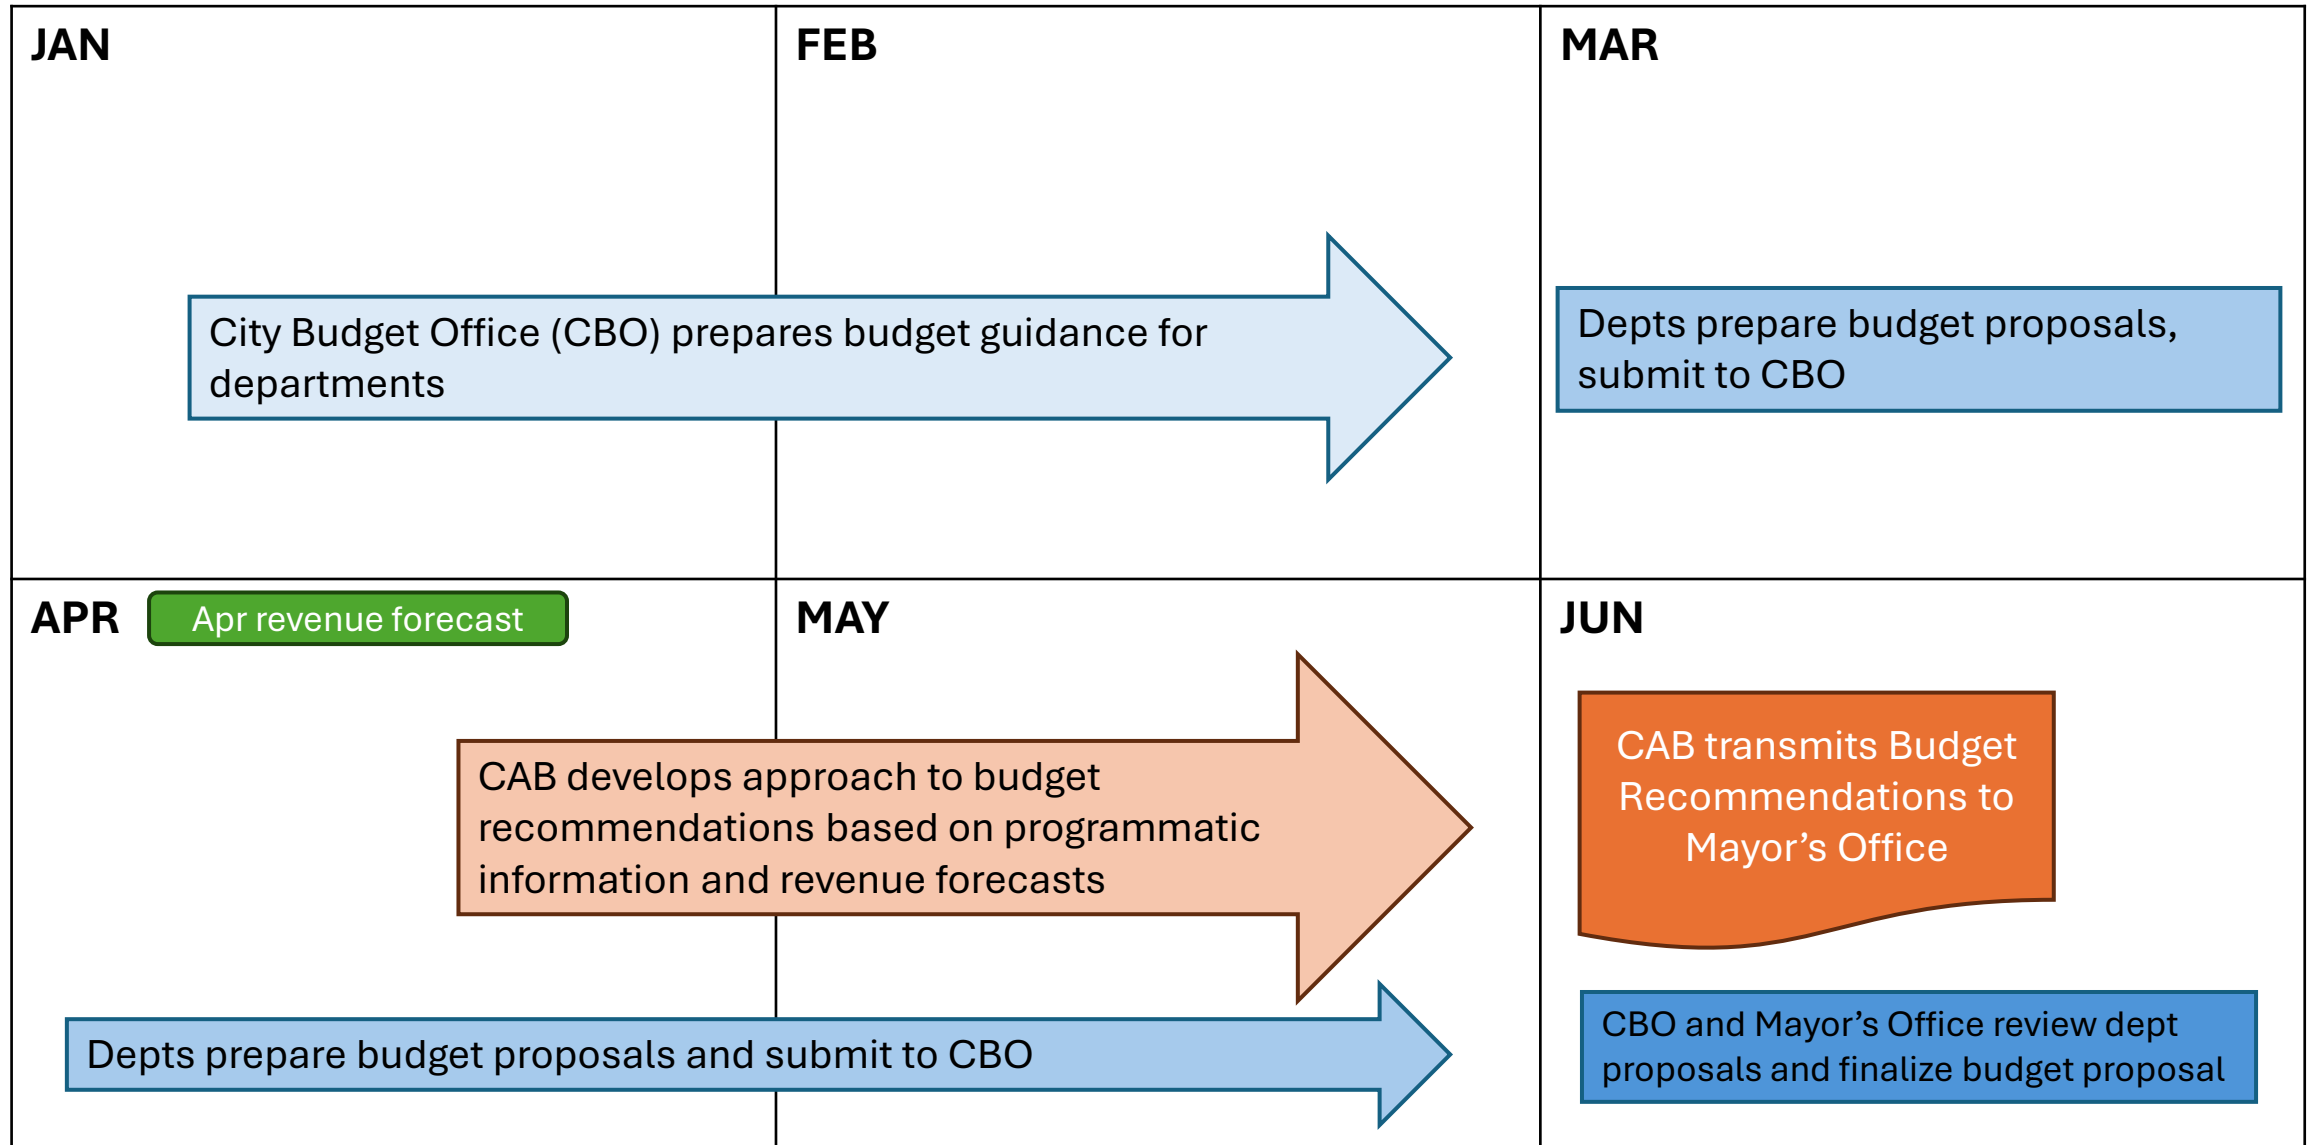 JAN
FEB
MAR
City Budget Office (CBO) prepares budget guidance for
departments
Depts prepare budget proposals,
submit to CBO
APR
Apr revenue forecast
MAY
JUN
CAB develops approach to budget
recommendations based on programmatic
information and revenue forecasts
CAB transmits Budget
Recommendations to
Mayor’s Office
Depts prepare budget proposals and submit to CBO
CBO and Mayor’s Office review dept
proposals and finalize budget proposal